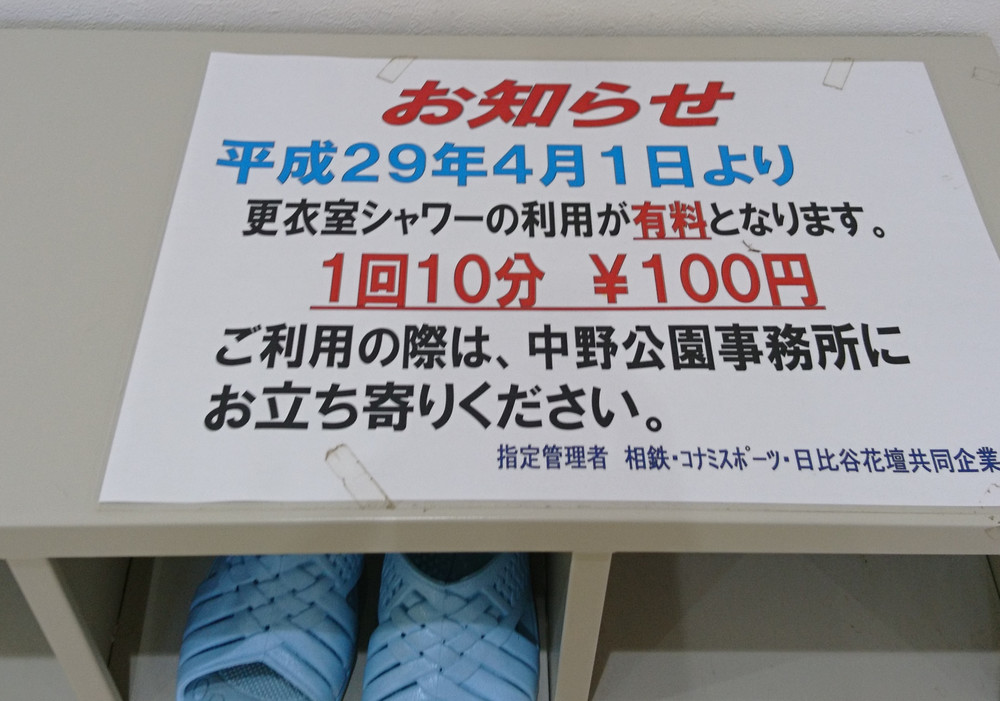 お知らせ
平成29年4月1日より
更衣室シャワーの利用が有料となります。
1回10分 ¥100円
ご利用の際は、中野公園事務所に
お立ち寄りください。
指定管理者 相鉄・コナミスポーツ・日比谷花壇共同企業